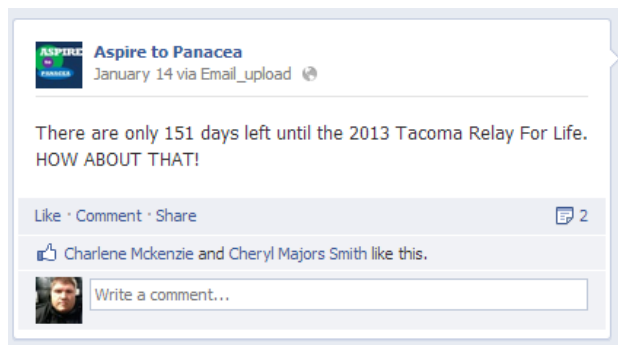 ASPIRE
to
PANACEA
Aspire to Panacea
January 14 via Email_upload
There are only 151 days left until the 2013 Tacoma Relay For Life.
HOW ABOUT THAT!
Like · Comment · Share 2
Charlene Mckenzie and Cheryl Majors Smith like this.
Write a comment...